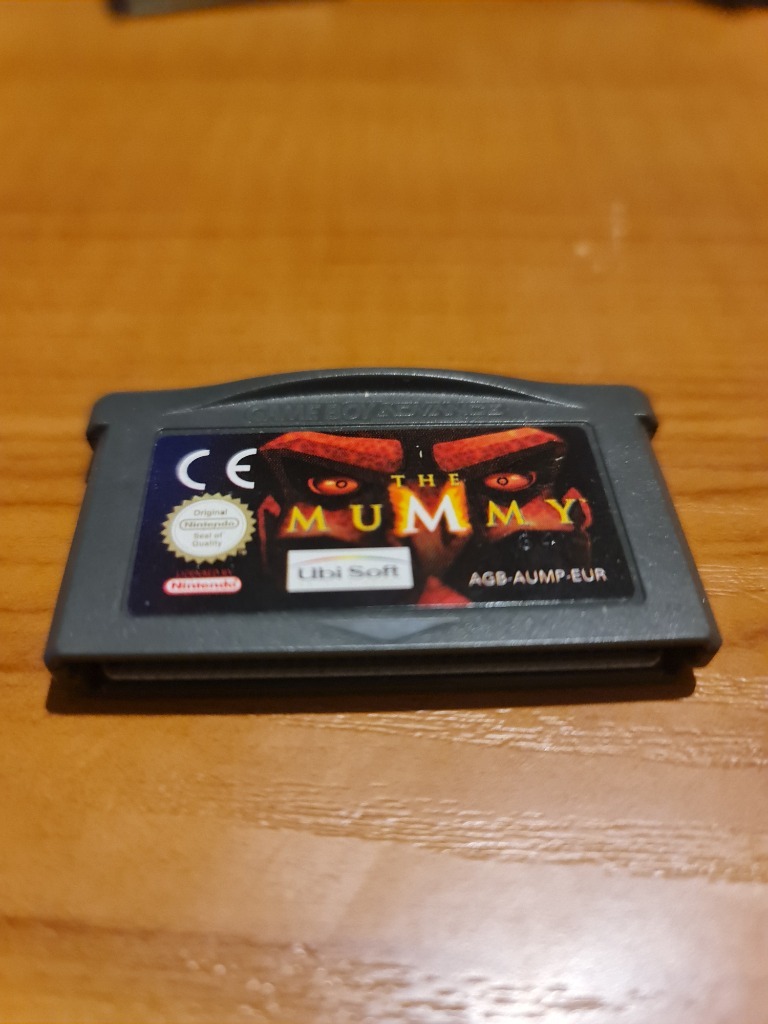 GAME BOY ADVANCE
CE
THE
MUMMY
Original
Nintendo
Seal of
Quality
Nintendo
Ubi Soft
AGB-AUMP-EUR